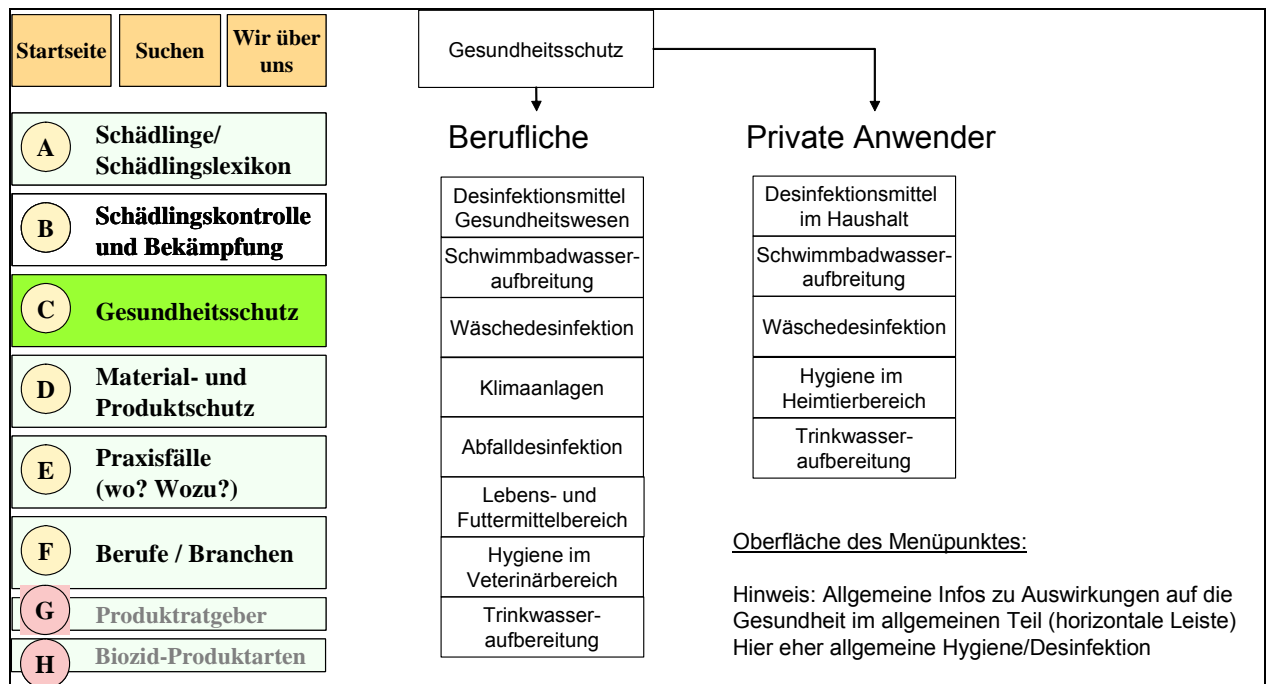 Startseite
Suchen
Wir über
uns
A
Schädlinge/
Schädlingslexikon
B
Schädlingskontrolle
und Bekämpfung
C
Gesundheitsschutz
D
Material- und
Produktschutz
E
Praxisfälle
(wo? Wozu?)
F
Berufe / Branchen
G
Produktratgeber
H
Biozid-Produktarten
Gesundheitsschutz
Berufliche
Desinfektionsmittel
Gesundheitswesen
Schwimmbadwasser-
aufbreitung
Wäschedesinfektion
Klimaanlagen
Abfalldesinfektion
Lebens- und
Futtermittelbereich
Hygiene im
Veterinärbereich
Trinkwasser-
aufbereitung
Private Anwender
Desinfektionsmittel
im Haushalt
Schwimmbadwasser-
aufbreitung
Wäschedesinfektion
Hygiene im
Heimtierbereich
Trinkwasser-
aufbereitung
Oberfläche des Menüpunktes:
Hinweis: Allgemeine Infos zu Auswirkungen auf die
Gesundheit im allgemeinen Teil (horizontale Leiste)
Hier eher allgemeine Hygiene/Desinfektion